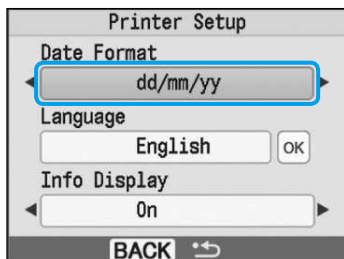 Printer Setup
Date Format
dd/mm/yy
Language
English OK
Info Display
On
BACK